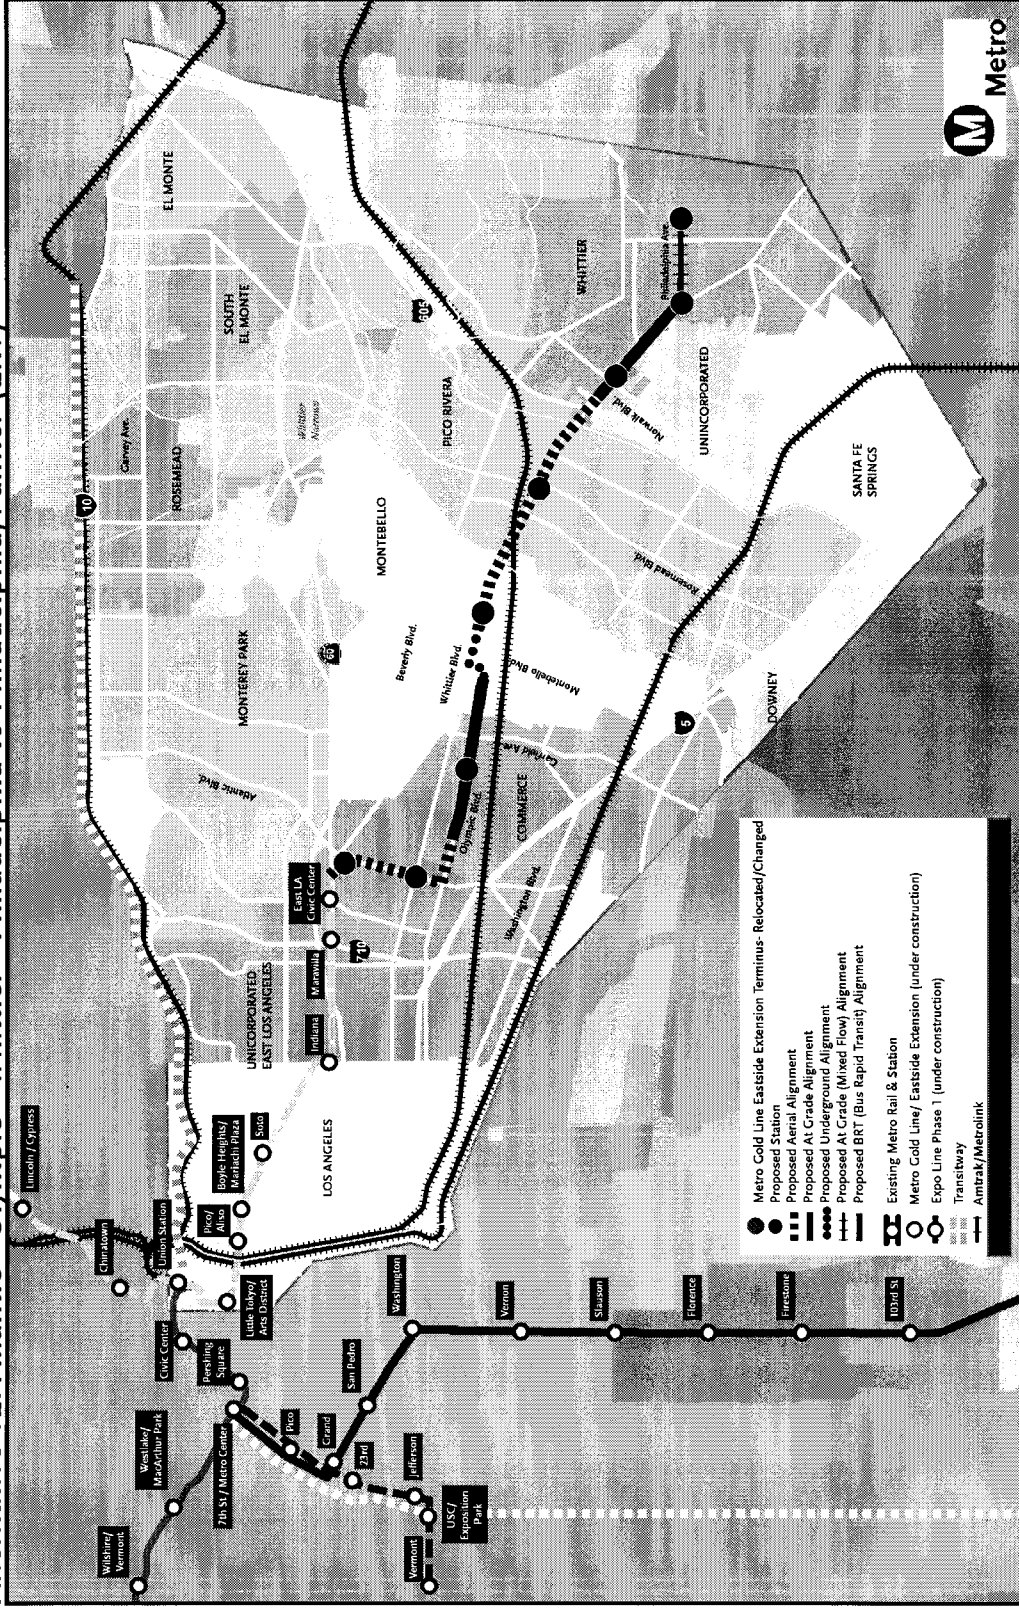 Lincoln / Cypress
Chinatown
Union Station
Civic Center
Pershing
Square
Westlake/
MacArthur Park
Wilshire/
Vermont
7th St / Metro Center
Little Tokyo/
Arts District
Pico/
Aliso
Boyle Heights/
Mariachi Plaza
Soto
Indiana
Maravilla
East LA
Civic Center
Pico
Grand
23rd
Jefferson
USC/
Exposition
Park
Vermont
San Pedro
Washington
Vernon
Slauson
Florence
Firestone
103rd St
LOS ANGELES
UNICORPORATED
EAST LOS ANGELES
MONTEREY PARK
ROSEMEAD
EL MONTE
SOUTH
EL MONTE
Whittier
Narrows
MONTEBELLO
PICO RIVERA
WHITTIER
UNINCORPORATED
SANTA FE
SPRINGS
COMMERCE
DOWNEY
10
710
60
605
5
Garvey Ave.
Atlantic Blvd.
Beverly Blvd.
Whittier Blvd.
Olympic Blvd.
Washington Blvd.
Garfield Ave.
Montebello Blvd.
Rosemead Blvd.
Norwalk Blvd.
Philadelphia Ave.
Metro Gold Line Eastside Extension Terminus- Relocated/Changed
Proposed Station
Proposed Aerial Alignment
Proposed At Grade Alignment
Proposed Underground Alignment
Proposed At Grade (Mixed Flow) Alignment
Proposed BRT (Bus Rapid Transit) Alignment
Existing Metro Rail & Station
Metro Gold Line/ Eastside Extension (under construction)
Expo Line Phase 1 (under construction)
Transitway
Amtrak/Metrolink
M
Metro